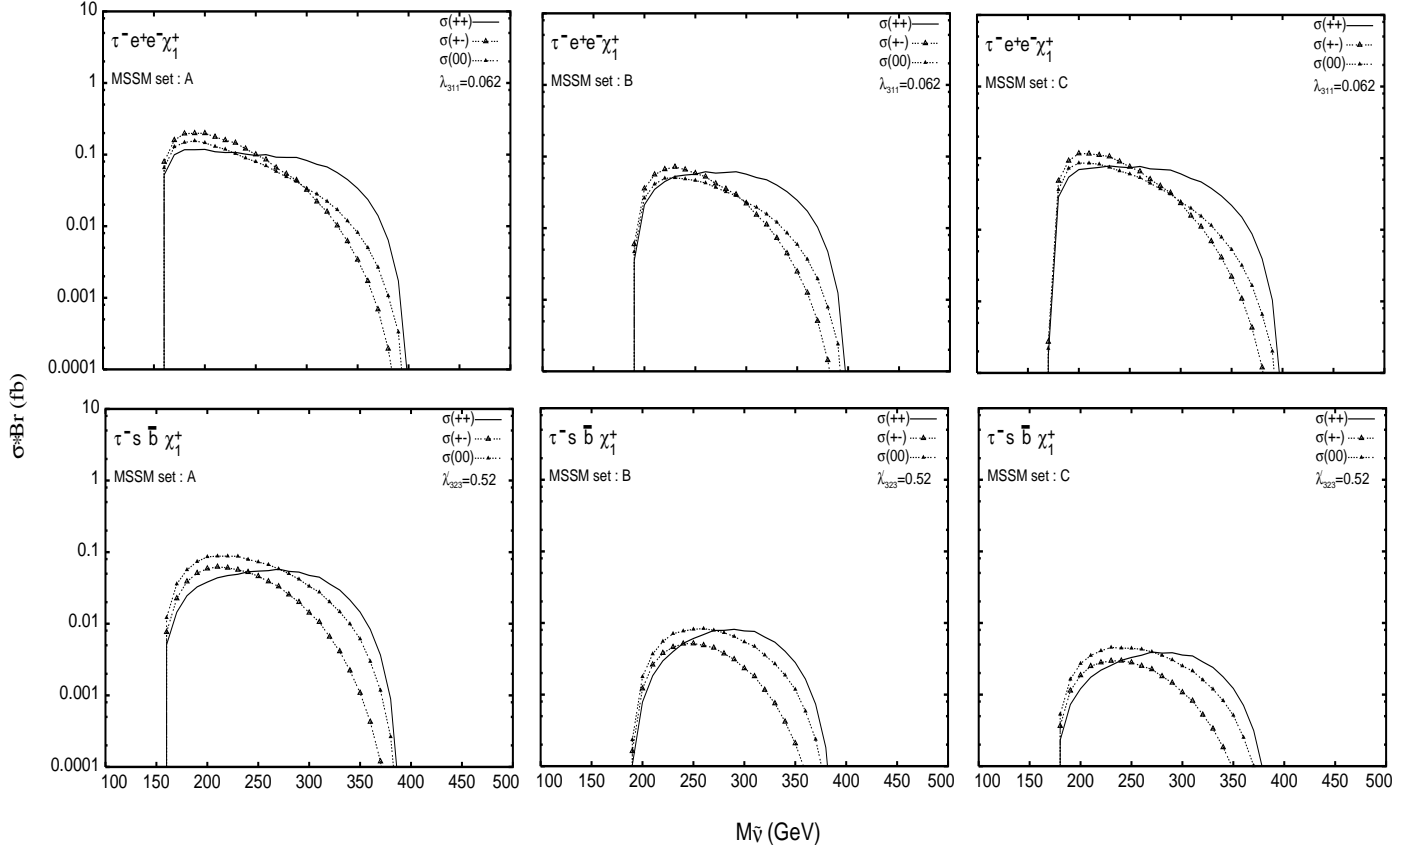 σ*Br (fb)
10
1
0.1
0.01
0.001
0.0001
τ⁻e⁺e⁻χ₁⁺
MSSM set : A
σ(++)
σ(+-)
σ(00)
λ₃₁₁=0.062
τ⁻e⁺e⁻χ₁⁺
MSSM set : B
σ(++)
σ(+-)
σ(00)
λ₃₁₁=0.062
τ⁻e⁺e⁻χ₁⁺
MSSM set : C
σ(++)
σ(+-)
σ(00)
λ₃₁₁=0.062
10
1
0.1
0.01
0.001
0.0001
τ⁻s b̄ χ₁⁺
MSSM set : A
σ(++)
σ(+-)
σ(00)
λ′₃₂₃=0.52
τ⁻s b̄ χ₁⁺
MSSM set : B
σ(++)
σ(+-)
σ(00)
λ′₃₂₃=0.52
τ⁻s b̄ χ₁⁺
MSSM set : C
σ(++)
σ(+-)
σ(00)
λ′₃₂₃=0.52
100 150 200 250 300 350 400 450 500
100 150 200 250 300 350 400 450 500
100 150 200 250 300 350 400 450 500
Mν̃ (GeV)